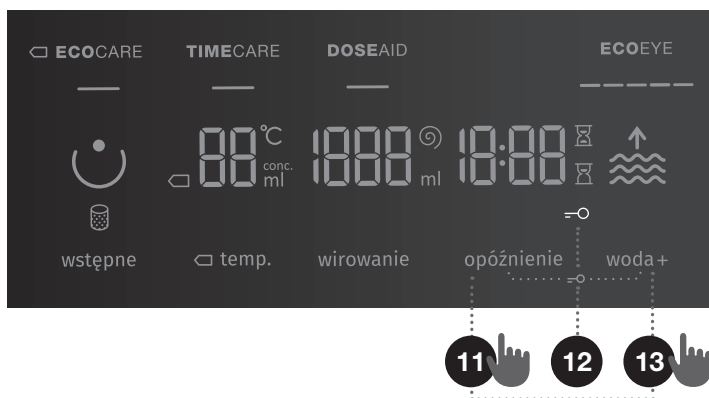 ECOCARE TIMECARE DOSEAID ECOEYE
88 °C 1888 18:88
conc.
ml ml
wstępne temp. wirowanie opóźnienie woda+
11 12 13